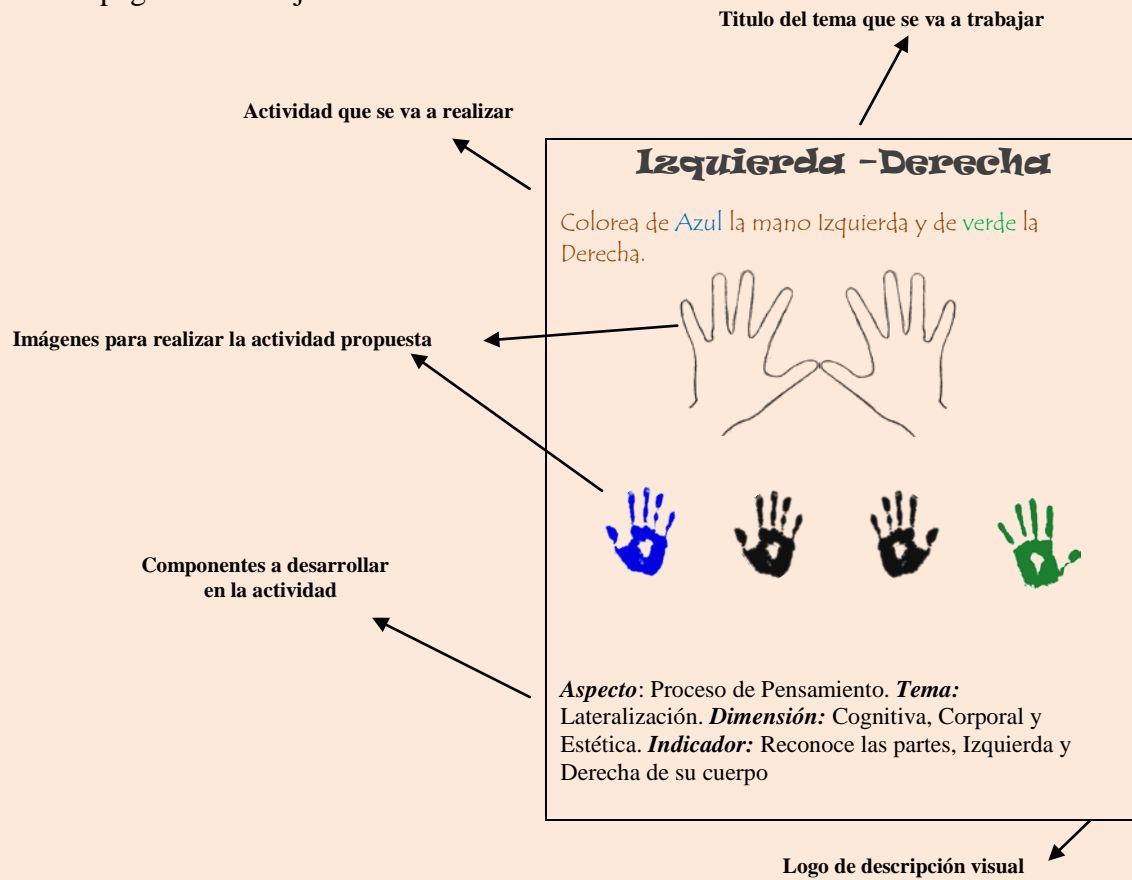 Titulo del tema que se va a trabajar
Actividad que se va a realizar
Izquierda -Derecha
Colorea de Azul la mano Izquierda y de verde la
Derecha.
Imágenes para realizar la actividad propuesta
Componentes a desarrollar
en la actividad
Aspecto: Proceso de Pensamiento. Tema:
Lateralización. Dimensión: Cognitiva, Corporal y
Estética. Indicador: Reconoce las partes, Izquierda y
Derecha de su cuerpo
Logo de descripción visual